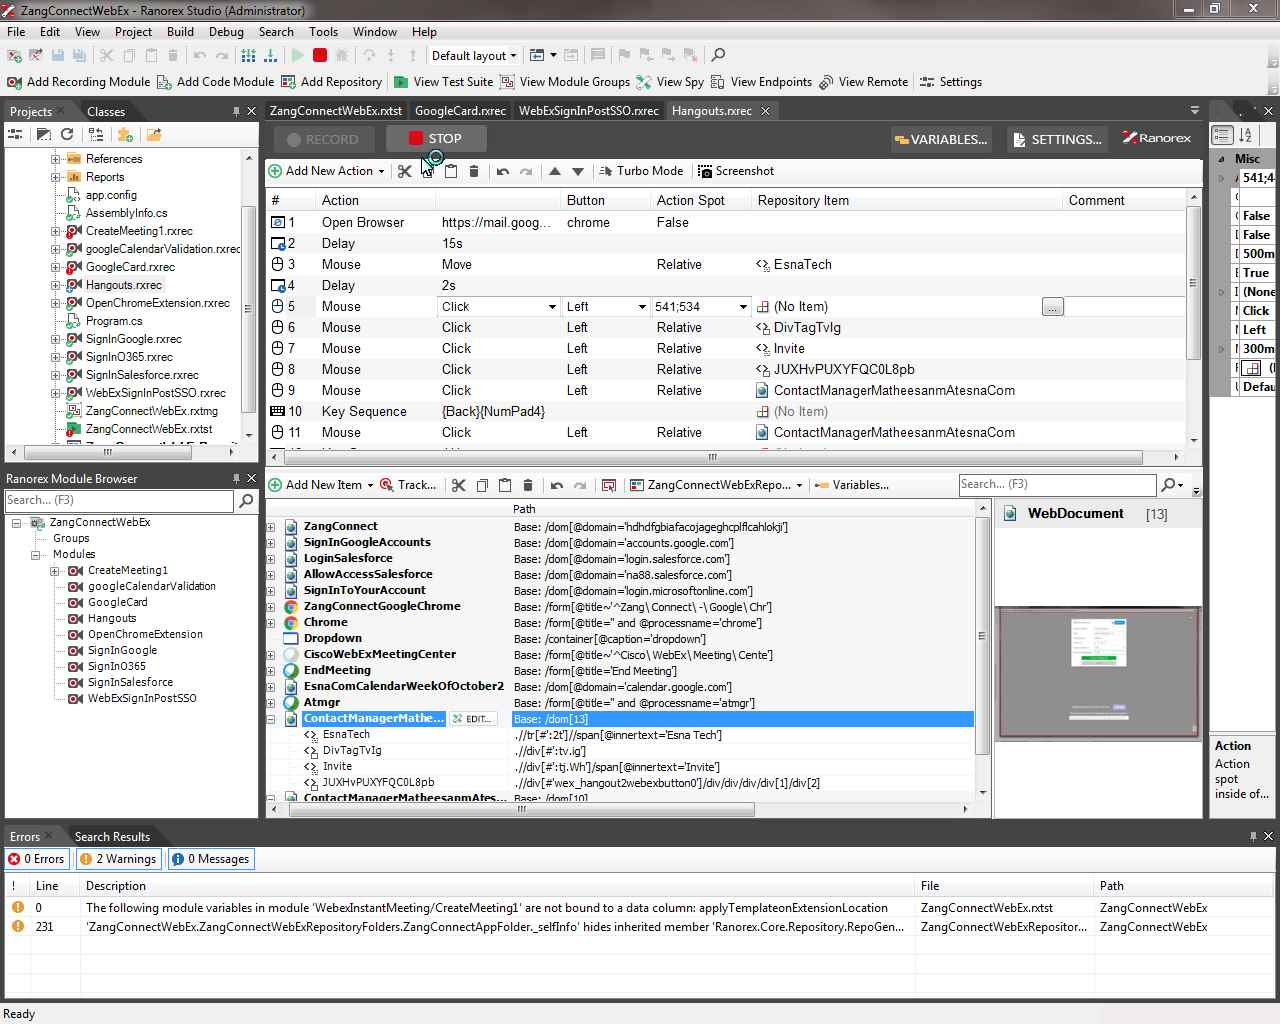 ZangConnectWebEx - Ranorex Studio (Administrator)
File Edit View Project Build Debug Search Tools Window Help
Default layout
Add Recording Module Add Code Module Add Repository View Test Suite View Module Groups View Spy View Endpoints View Remote Settings
Projects Classes
ZangConnectWebEx.rxtst GoogleCard.rxrec WebExSignInPostSSO.rxrec Hangouts.rxrec
RECORD STOP VARIABLES... SETTINGS... Ranorex
References
Reports
app.config
AssemblyInfo.cs
CreateMeeting1.rxrec
googleCalendarValidation.rxrec
GoogleCard.rxrec
Hangouts.rxrec
OpenChromeExtension.rxrec
Program.cs
SignInGoogle.rxrec
SignInO365.rxrec
SignInSalesforce.rxrec
WebExSignInPostSSO.rxrec
ZangConnectWebEx.rxtmg
ZangConnectWebEx.rxtst
Add New Action Turbo Mode Screenshot
# Action Button Action Spot Repository Item Comment
1 Open Browser https://mail.goog... chrome False
2 Delay 15s
3 Mouse Move Relative EsnaTech
4 Delay 2s
5 Mouse Click Left 541;534 (No Item) ...
6 Mouse Click Left Relative DivTagTvIg
7 Mouse Click Left Relative Invite
8 Mouse Click Left Relative JUXHvPUXYFQC0L8pb
9 Mouse Click Left Relative ContactManagerMatheesanmAtesnaCom
10 Key Sequence {Back}{NumPad4} (No Item)
11 Mouse Click Left Relative ContactManagerMatheesanmAtesnaCom
Misc
541;4
False
False
500m
True
(None
Click
Left
300m
Defau
Ranorex Module Browser
Search... (F3)
ZangConnectWebEx
Groups
Modules
CreateMeeting1
googleCalendarValidation
GoogleCard
Hangouts
OpenChromeExtension
SignInGoogle
SignInO365
SignInSalesforce
WebExSignInPostSSO
Add New Item Track... ZangConnectWebExRepo... Variables... Search... (F3)
Path
ZangConnect Base: /dom[@domain='hdhdfgbiafacojageghcplflcahlokji']
SignInGoogleAccounts Base: /dom[@domain='accounts.google.com']
LoginSalesforce Base: /dom[@domain='login.salesforce.com']
AllowAccessSalesforce Base: /dom[@domain='na88.salesforce.com']
SignInToYourAccount Base: /dom[@domain='login.microsoftonline.com']
ZangConnectGoogleChrome Base: /form[@title~'^Zang\ Connect\ -\ Google\ Chr']
Chrome Base: /form[@title='' and @processname='chrome']
Dropdown Base: /container[@caption='dropdown']
CiscoWebExMeetingCenter Base: /form[@title~'^Cisco\ WebEx\ Meeting\ Cente']
EndMeeting Base: /form[@title='End Meeting']
EsnaComCalendarWeekOfOctober2 Base: /dom[@domain='calendar.google.com']
Atmgr Base: /form[@title='' and @processname='atmgr']
ContactManagerMathe... EDIT... Base: /dom[13]
EsnaTech .//tr[#':2t']//span[@innertext='Esna Tech']
DivTagTvIg .//div[#':tv.ig']
Invite .//div[#':tj.Wh']/span[@innertext='Invite']
JUXHvPUXYFQC0L8pb .//div[#'wex_hangout2webexbutton0']/div/div/div/div[1]/div[2]
ContactManagerMatheesanmAtes... Base: /dom[10]
WebDocument [13]
Action
Action
spot
inside of...
Errors Search Results
0 Errors 2 Warnings 0 Messages
! Line Description File Path
0 The following module variables in module 'WebexInstantMeeting/CreateMeeting1' are not bound to a data column: applyTemplateonExtensionLocation ZangConnectWebEx.rxtst ZangConnectWebEx
231 'ZangConnectWebEx.ZangConnectWebExRepositoryFolders.ZangConnectAppFolder._selfInfo' hides inherited member 'Ranorex.Core.Repository.RepoGen... ZangConnectWebExRepositor... ZangConnectWebEx
Ready